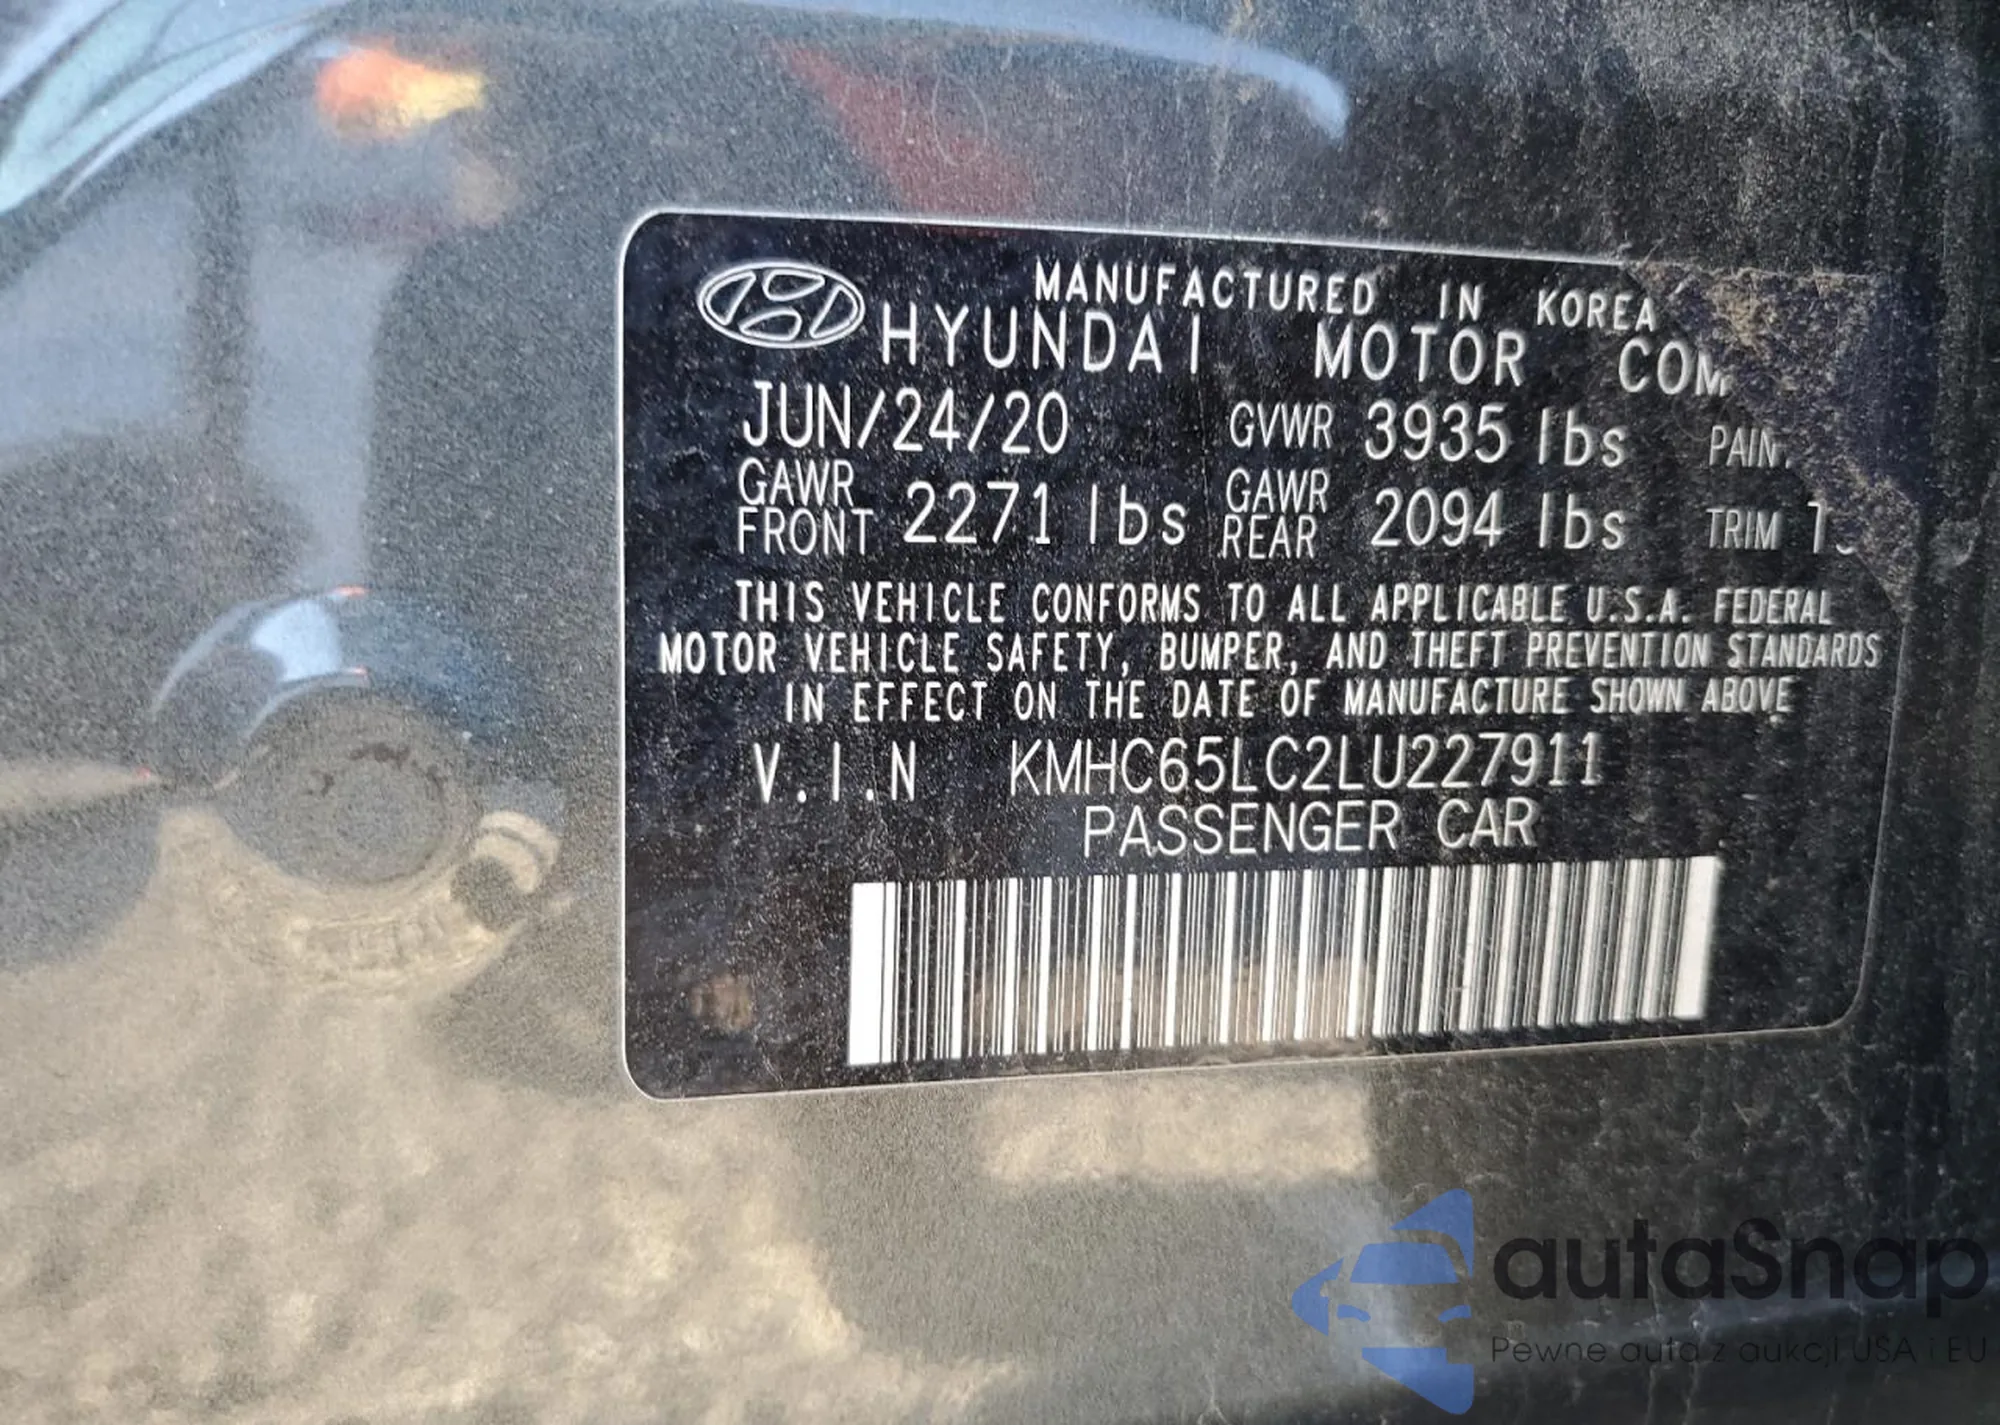 MANUFACTURED IN KOREA
HYUNDAI MOTOR COM
JUN/24/20 GVWR 3935 lbs PAIN
GAWR FRONT 2271 lbs GAWR REAR 2094 lbs TRIM
THIS VEHICLE CONFORMS TO ALL APPLICABLE U.S.A. FEDERAL
MOTOR VEHICLE SAFETY, BUMPER, AND THEFT PREVENTION STANDARDS
IN EFFECT ON THE DATE OF MANUFACTURE SHOWN ABOVE
V.I.N KMHC65LC2LU227911
PASSENGER CAR
autaSnap
Pewne auta z aukcji USA i EU